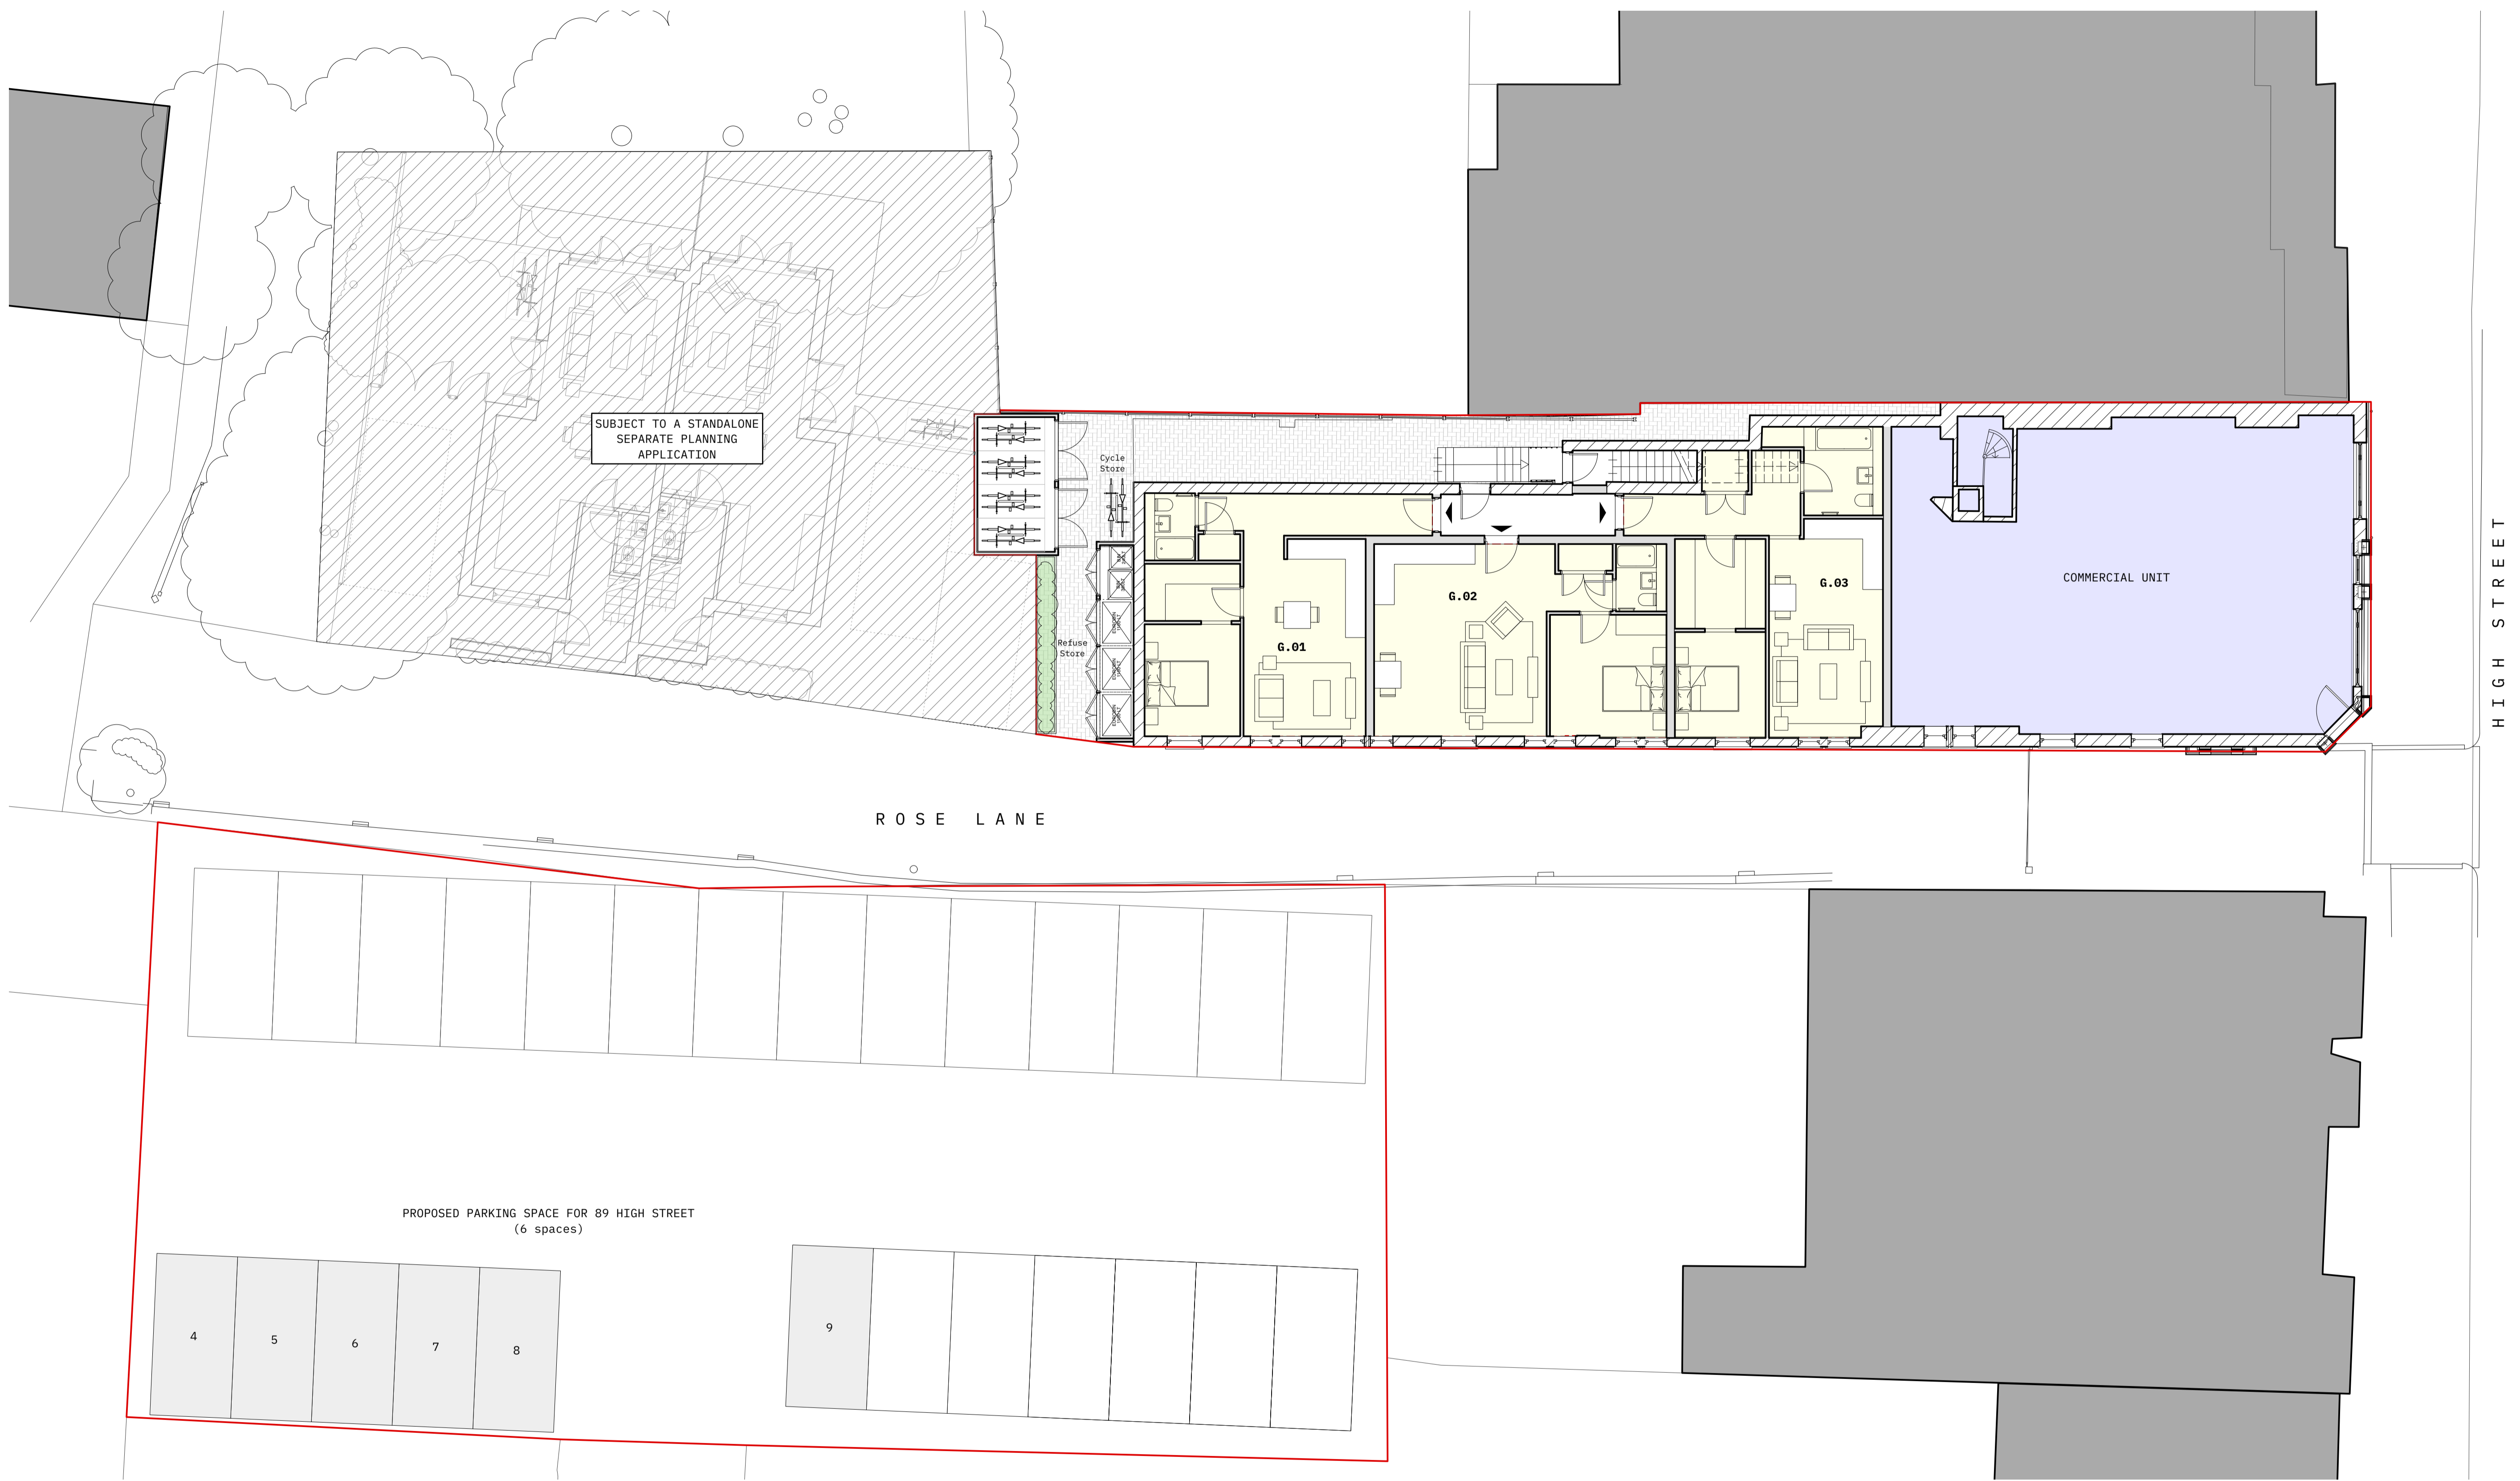 SUBJECT TO A STANDALONE
SEPARATE PLANNING
APPLICATION
Cycle
Store
Refuse
Store
G.01
G.02
G.03
COMMERCIAL UNIT
HIGH STREET
ROSE LANE
PROPOSED PARKING SPACE FOR 89 HIGH STREET
(6 spaces)
4
5
6
7
8
9